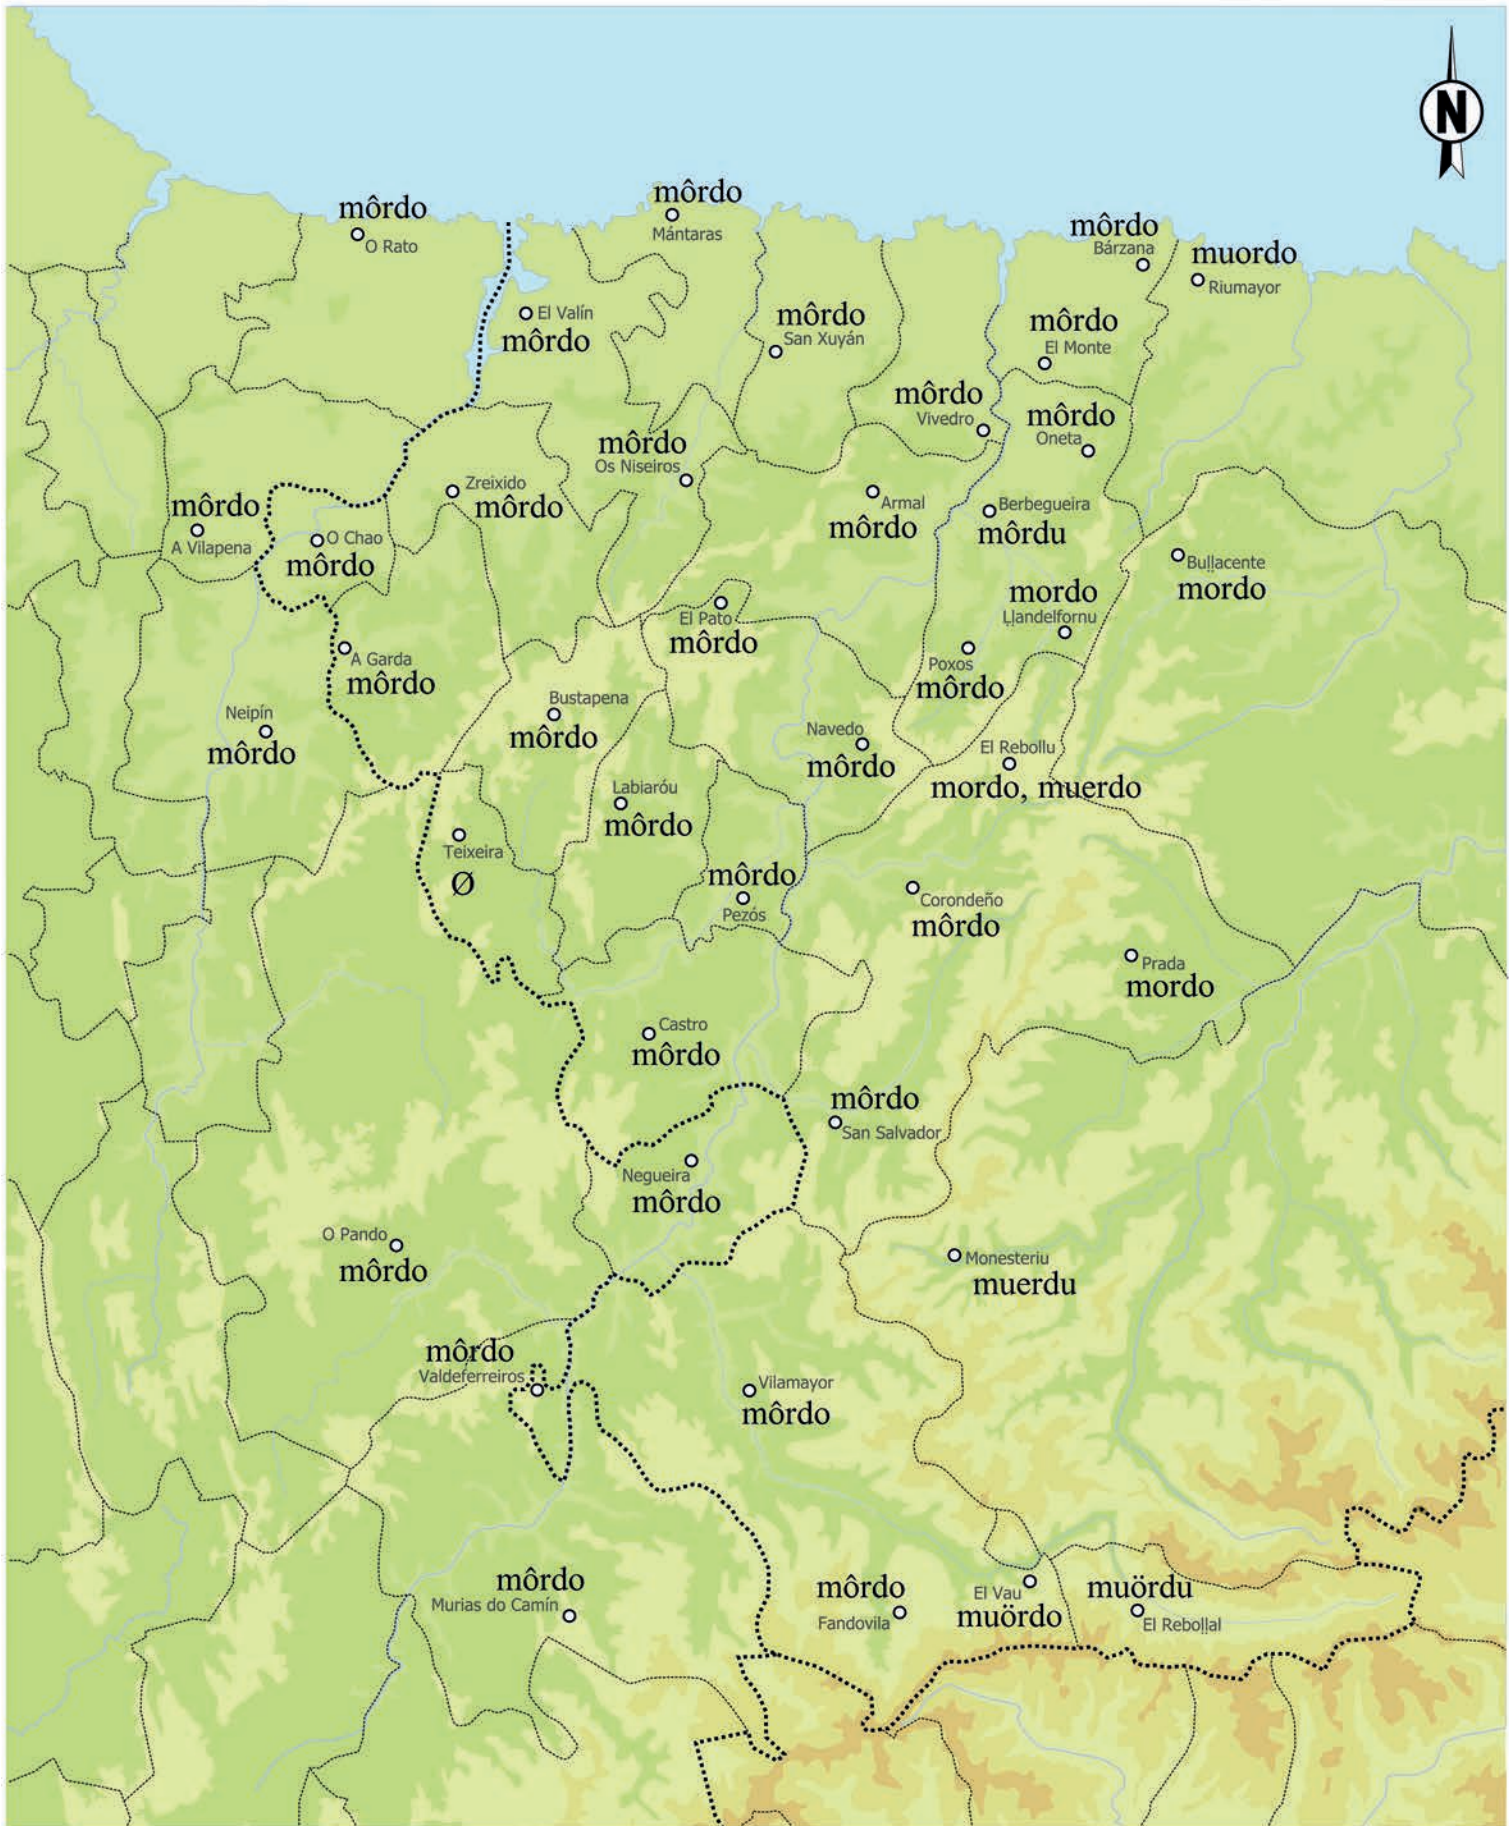 N
môrdo
O Rato
môrdo
Mántaras
môrdo
Bárzana
muordo
Riumayor
El Valín
môrdo
môrdo
San Xuyán
môrdo
El Monte
môrdo
Vivedro
môrdo
Oneta
môrdo
Os Niseiros
Zreixido
môrdo
môrdo
A Vilapena
O Chao
môrdo
Armal
môrdo
Berbegueira
môrdu
Buḷḷacente
mordo
mordo
Ḷḷandelfornu
El Pato
môrdo
A Garda
môrdo
Poxos
môrdo
Bustapena
môrdo
Neipín
môrdo
Navedo
môrdo
El Rebollu
mordo, muerdo
Labiaróu
môrdo
Teixeira
Ø
môrdo
Pezós
Corondeño
môrdo
Prada
mordo
Castro
môrdo
môrdo
San Salvador
Negueira
môrdo
O Pando
môrdo
Monesteriu
muerdu
môrdo
Valdeferreiros
Vilamayor
môrdo
môrdo
Murias do Camín
môrdo
Fandovila
El Vau
muördo
muördu
El Reboḷḷal